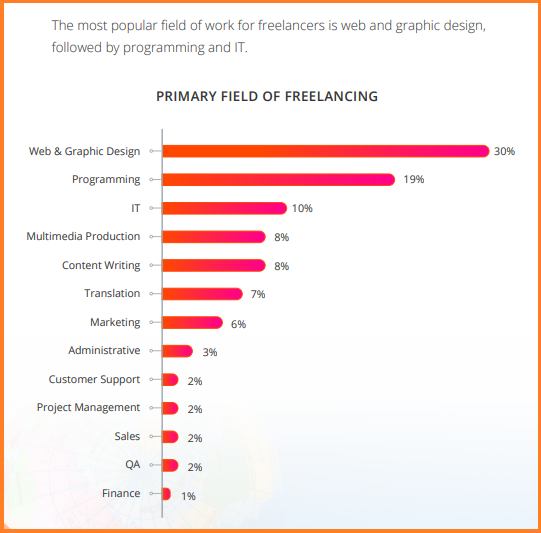 The most popular field of work for freelancers is web and graphic design,
followed by programming and IT.
PRIMARY FIELD OF FREELANCING
Web & Graphic Design 30%
Programming 19%
IT 10%
Multimedia Production 8%
Content Writing 8%
Translation 7%
Marketing 6%
Administrative 3%
Customer Support 2%
Project Management 2%
Sales 2%
QA 2%
Finance 1%